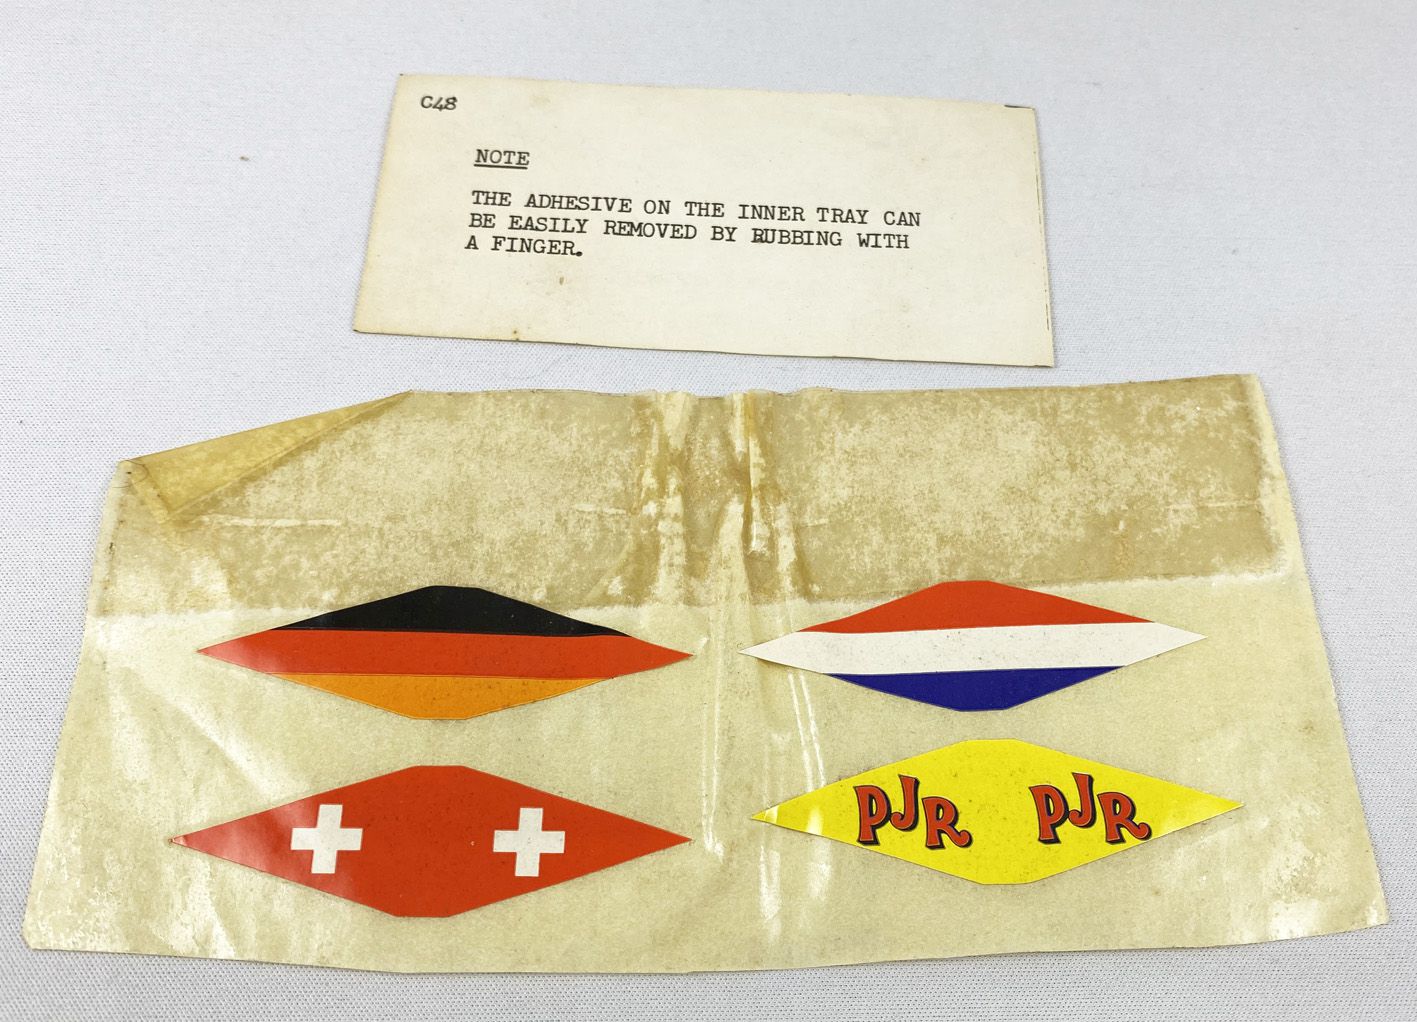 C48
NOTE
THE ADHESIVE ON THE INNER TRAY CAN
BE EASILY REMOVED BY RUBBING WITH
A FINGER.
PJR PJR